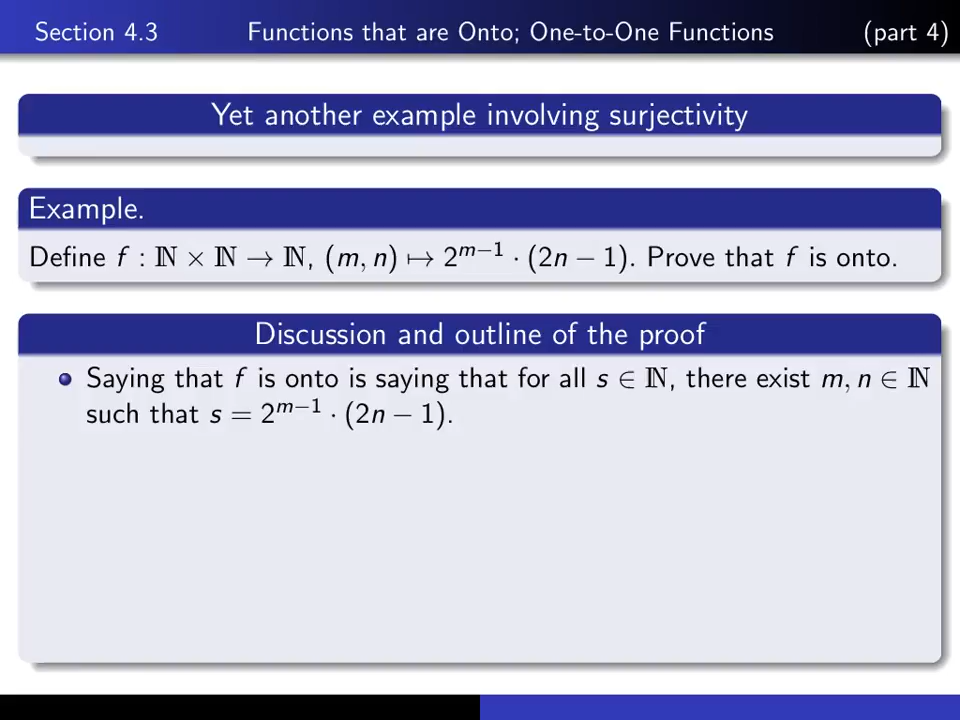 Section 4.3 Functions that are Onto; One-to-One Functions (part 4)
Yet another example involving surjectivity
Example.
Define f : ℕ × ℕ → ℕ, (m, n) ↦ 2^{m−1} · (2n − 1). Prove that f is onto.
Discussion and outline of the proof
Saying that f is onto is saying that for all s ∈ ℕ, there exist m, n ∈ ℕ
such that s = 2^{m−1} · (2n − 1).